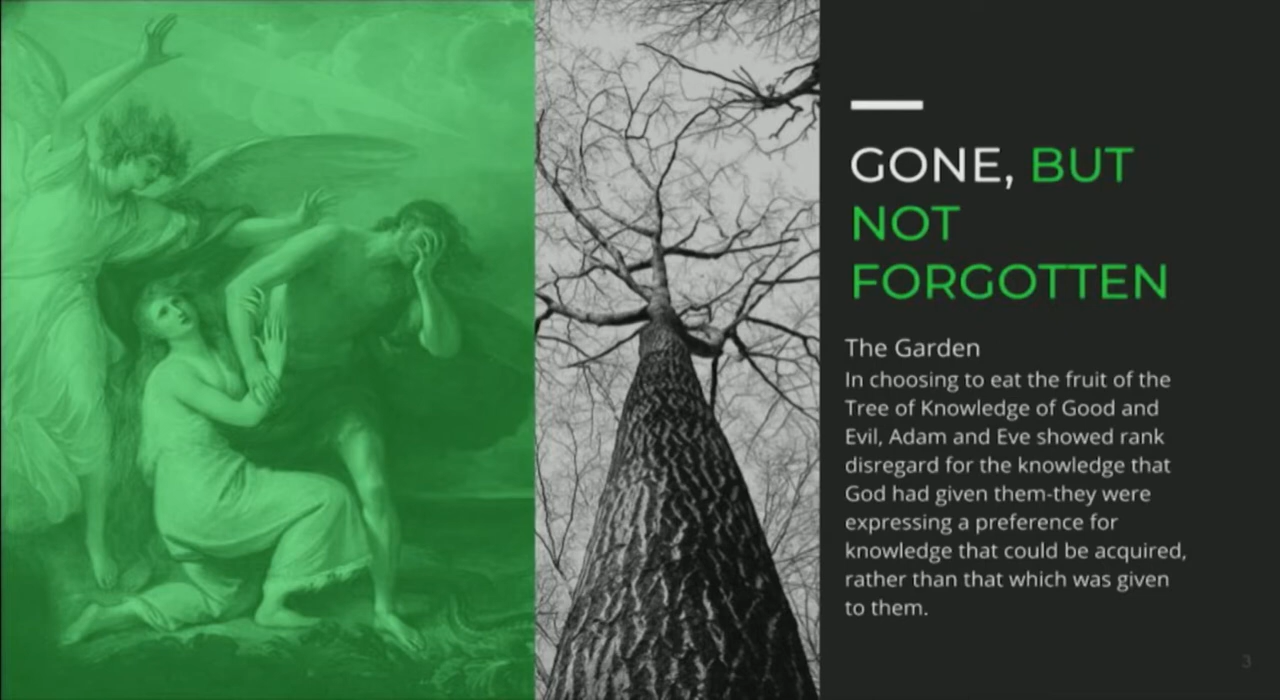 GONE, BUT
NOT
FORGOTTEN
The Garden
In choosing to eat the fruit of the
Tree of Knowledge of Good and
Evil, Adam and Eve showed rank
disregard for the knowledge that
God had given them-they were
expressing a preference for
knowledge that could be acquired,
rather than that which was given
to them.
3